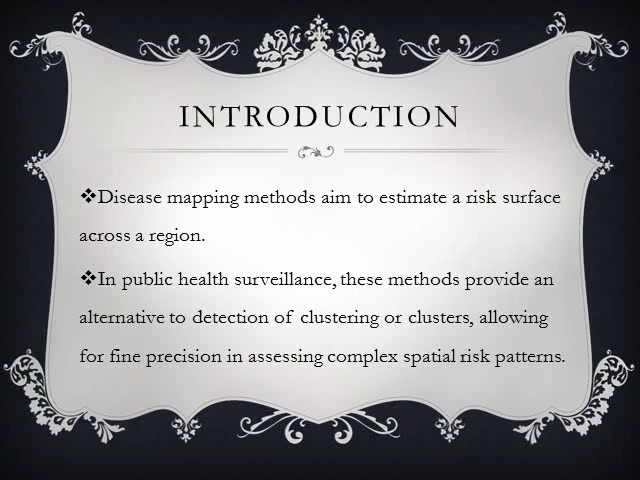 INTRODUCTION
❖Disease mapping methods aim to estimate a risk surface
across a region.
❖In public health surveillance, these methods provide an
alternative to detection of clustering or clusters, allowing
for fine precision in assessing complex spatial risk patterns.